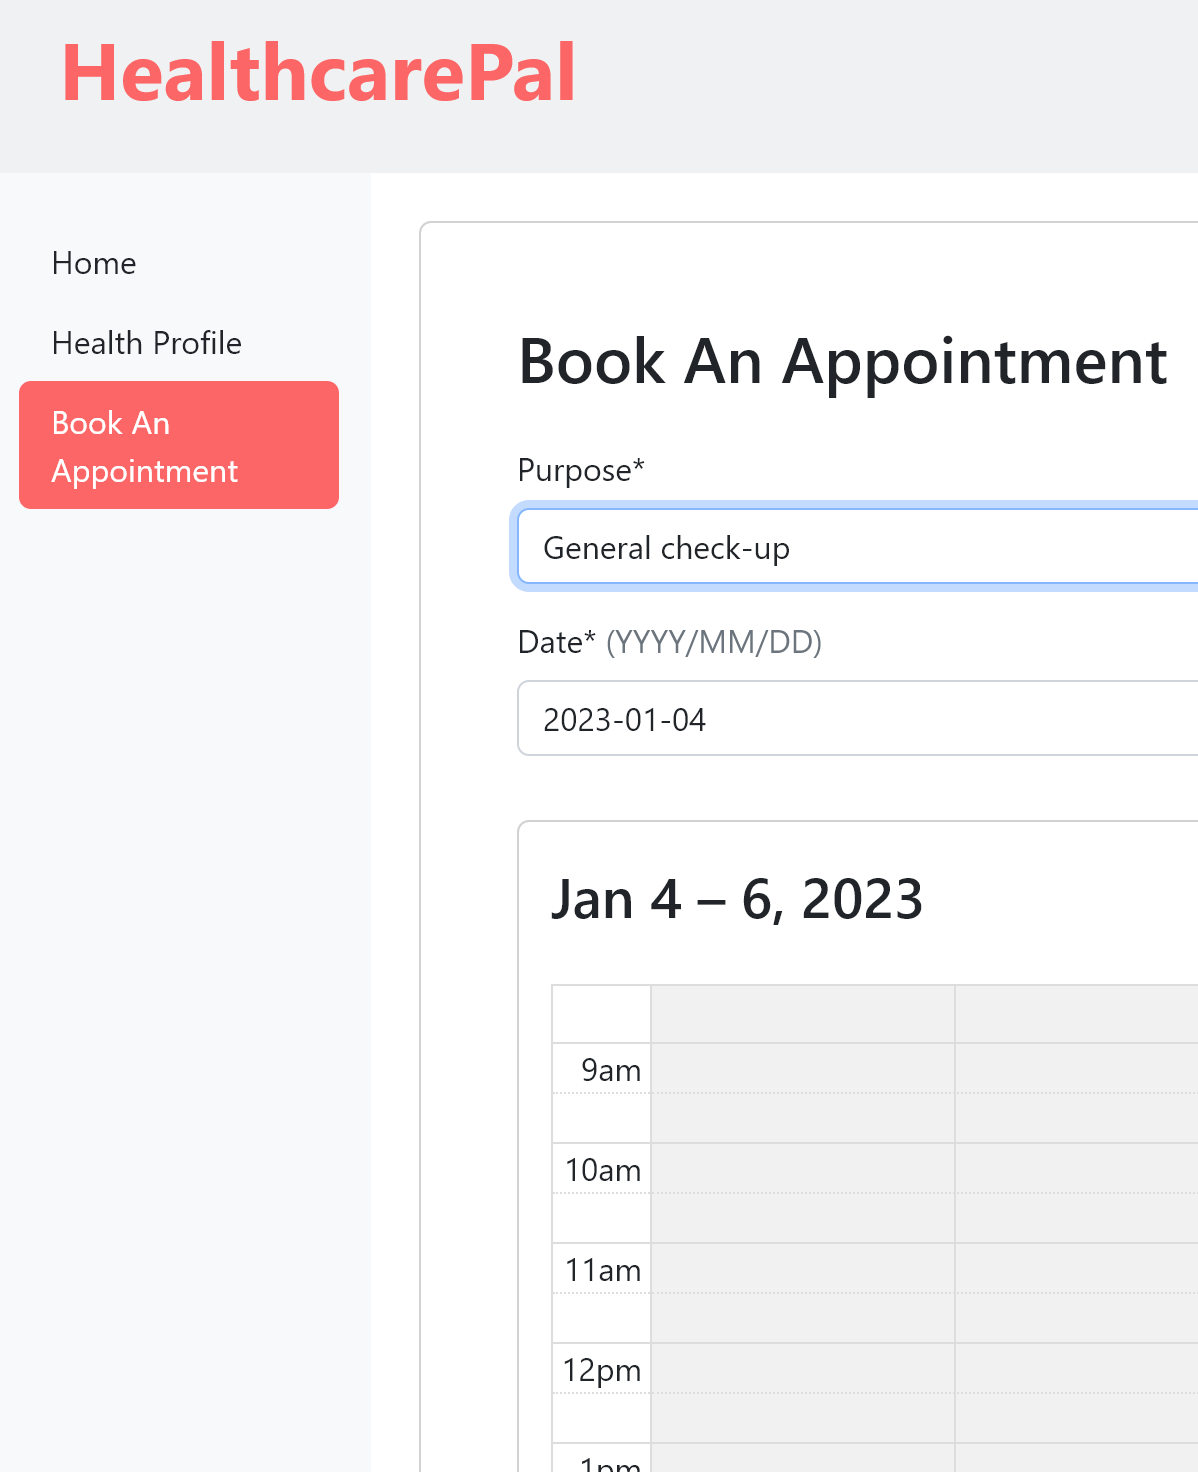 HealthcarePal
Home
Health Profile
Book An
Appointment
Book An Appointment
Purpose*
General check-up
Date* (YYYY/MM/DD)
2023-01-04
Jan 4 – 6, 2023
9am
10am
11am
12pm
1pm